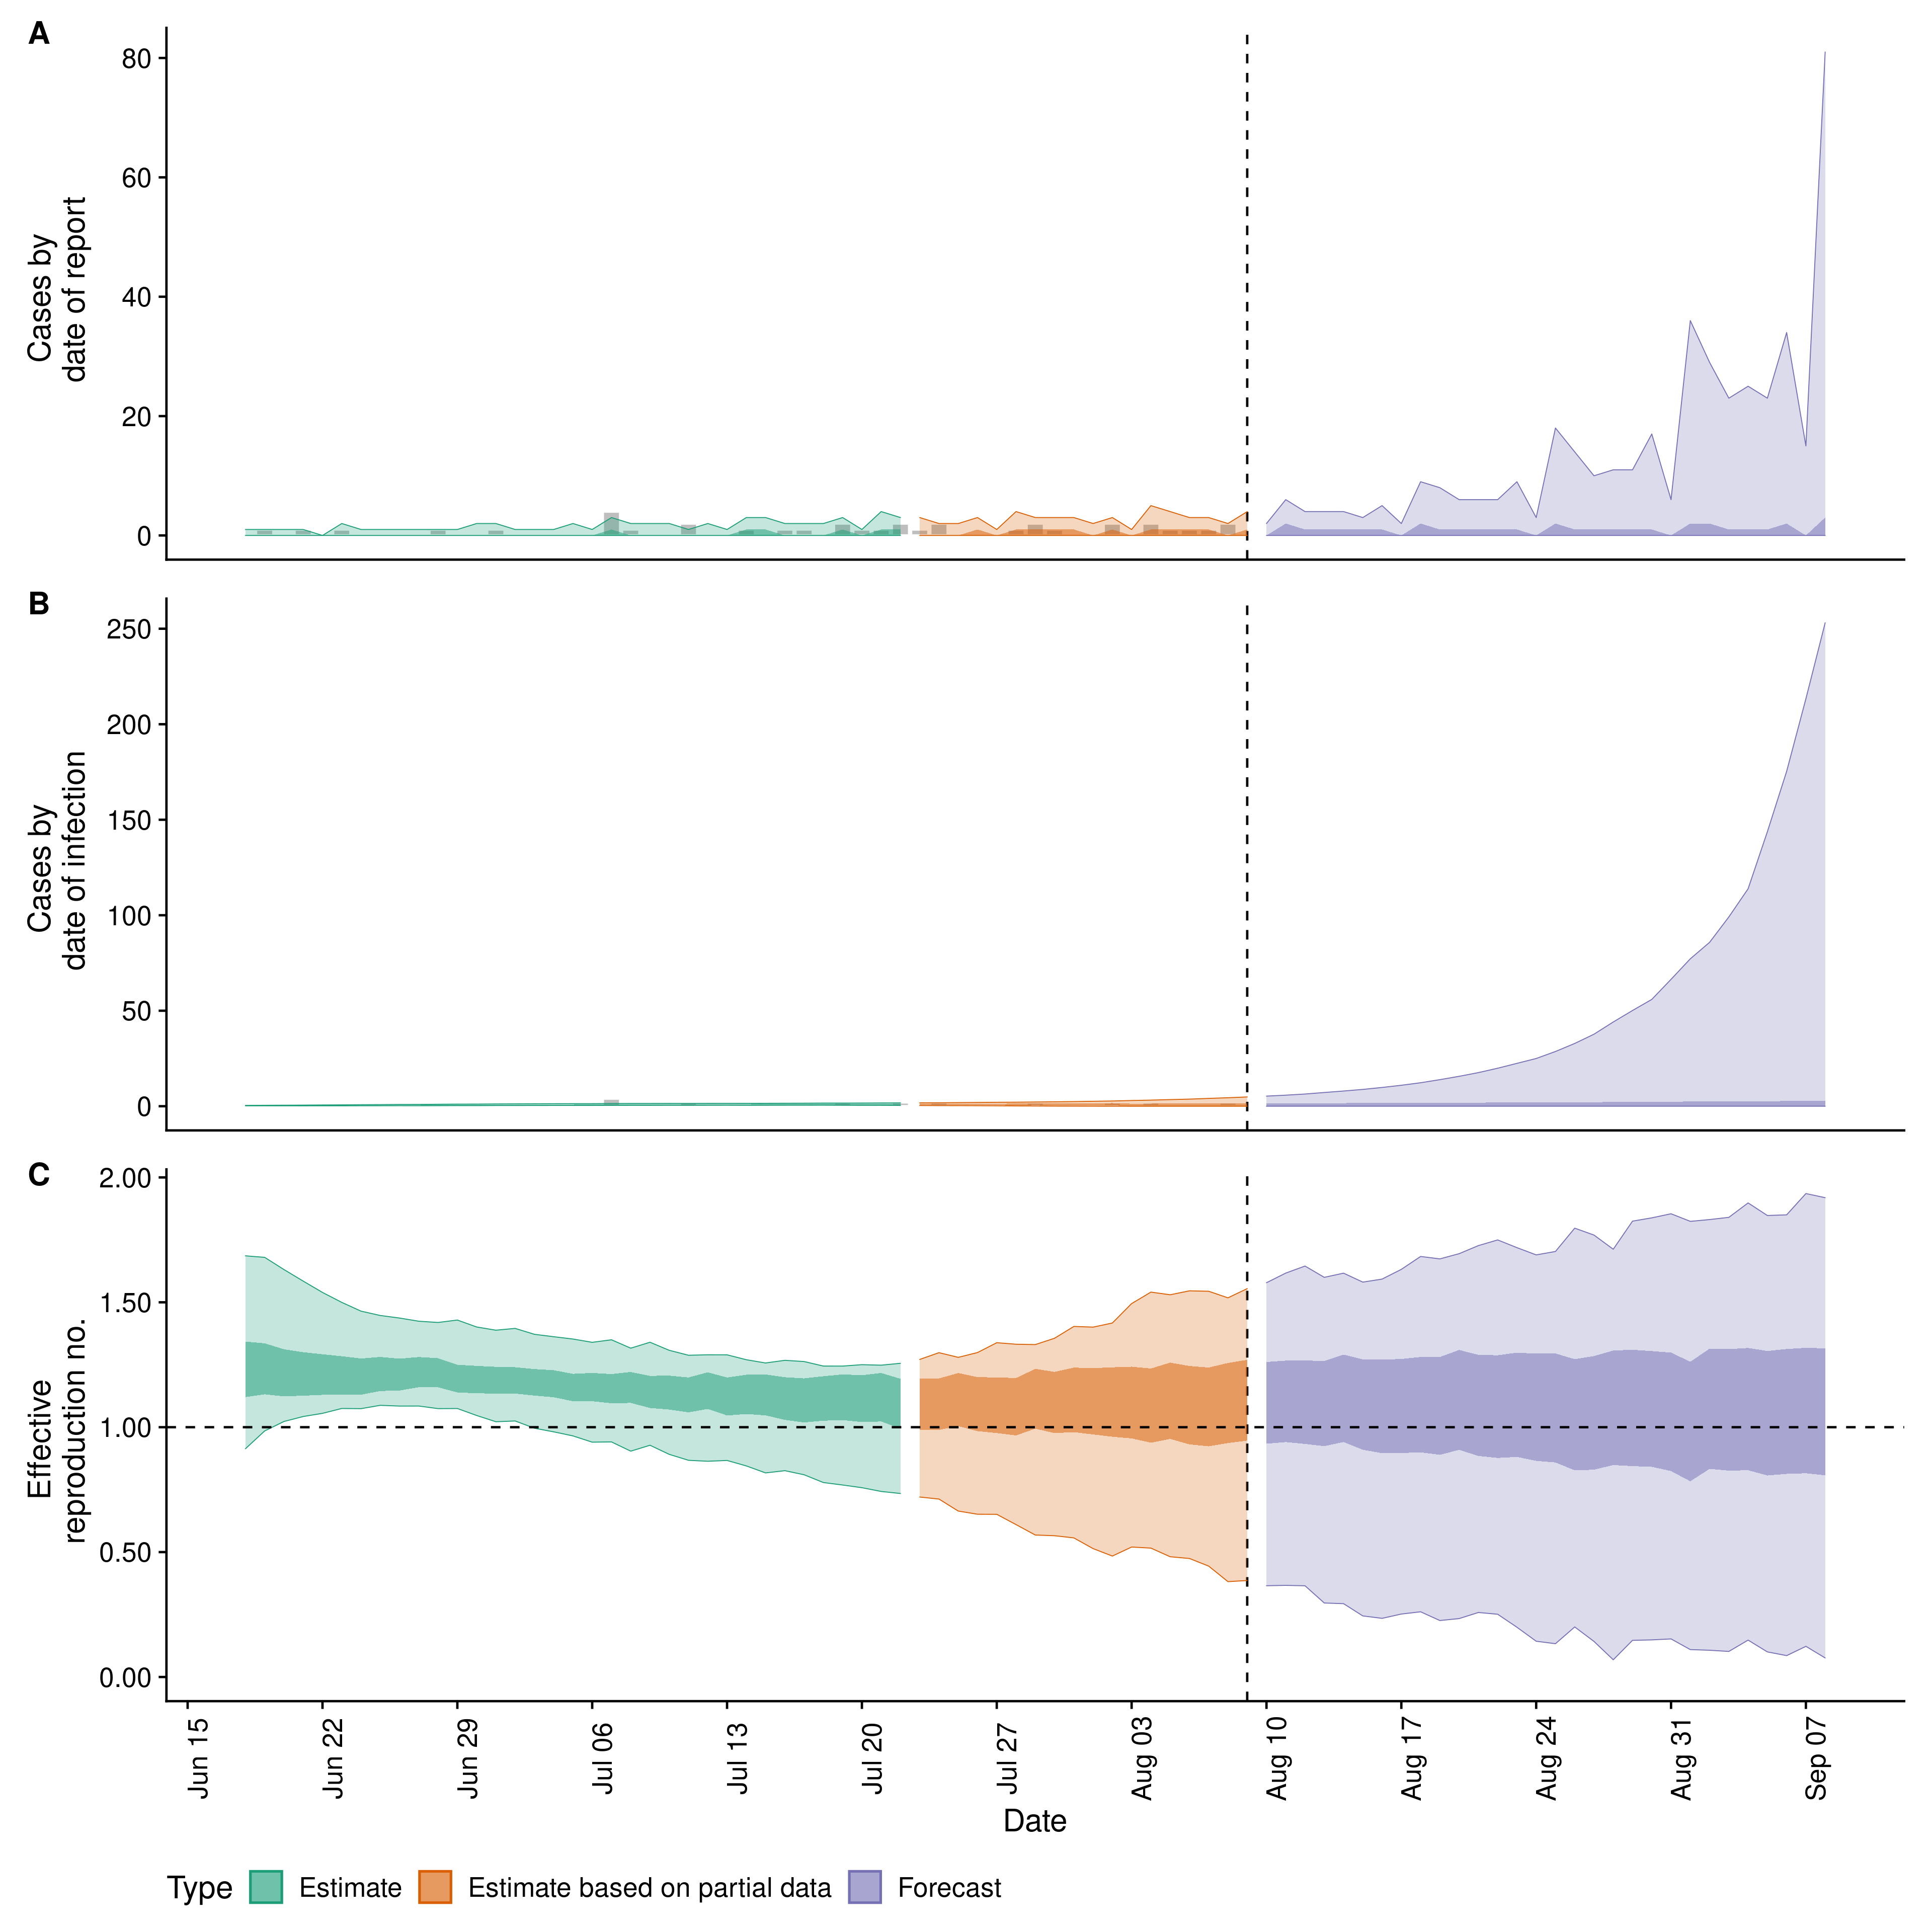 A
80
60
40
20
0
Cases by
date of report
B
250
200
150
100
50
0
Cases by
date of infection
C
2.00
1.50
1.00
0.50
0.00
Effective
reproduction no.
Jun 15
Jun 22
Jun 29
Jul 06
Jul 13
Jul 20
Jul 27
Aug 03
Aug 10
Aug 17
Aug 24
Aug 31
Sep 07
Date
Type Estimate Estimate based on partial data Forecast